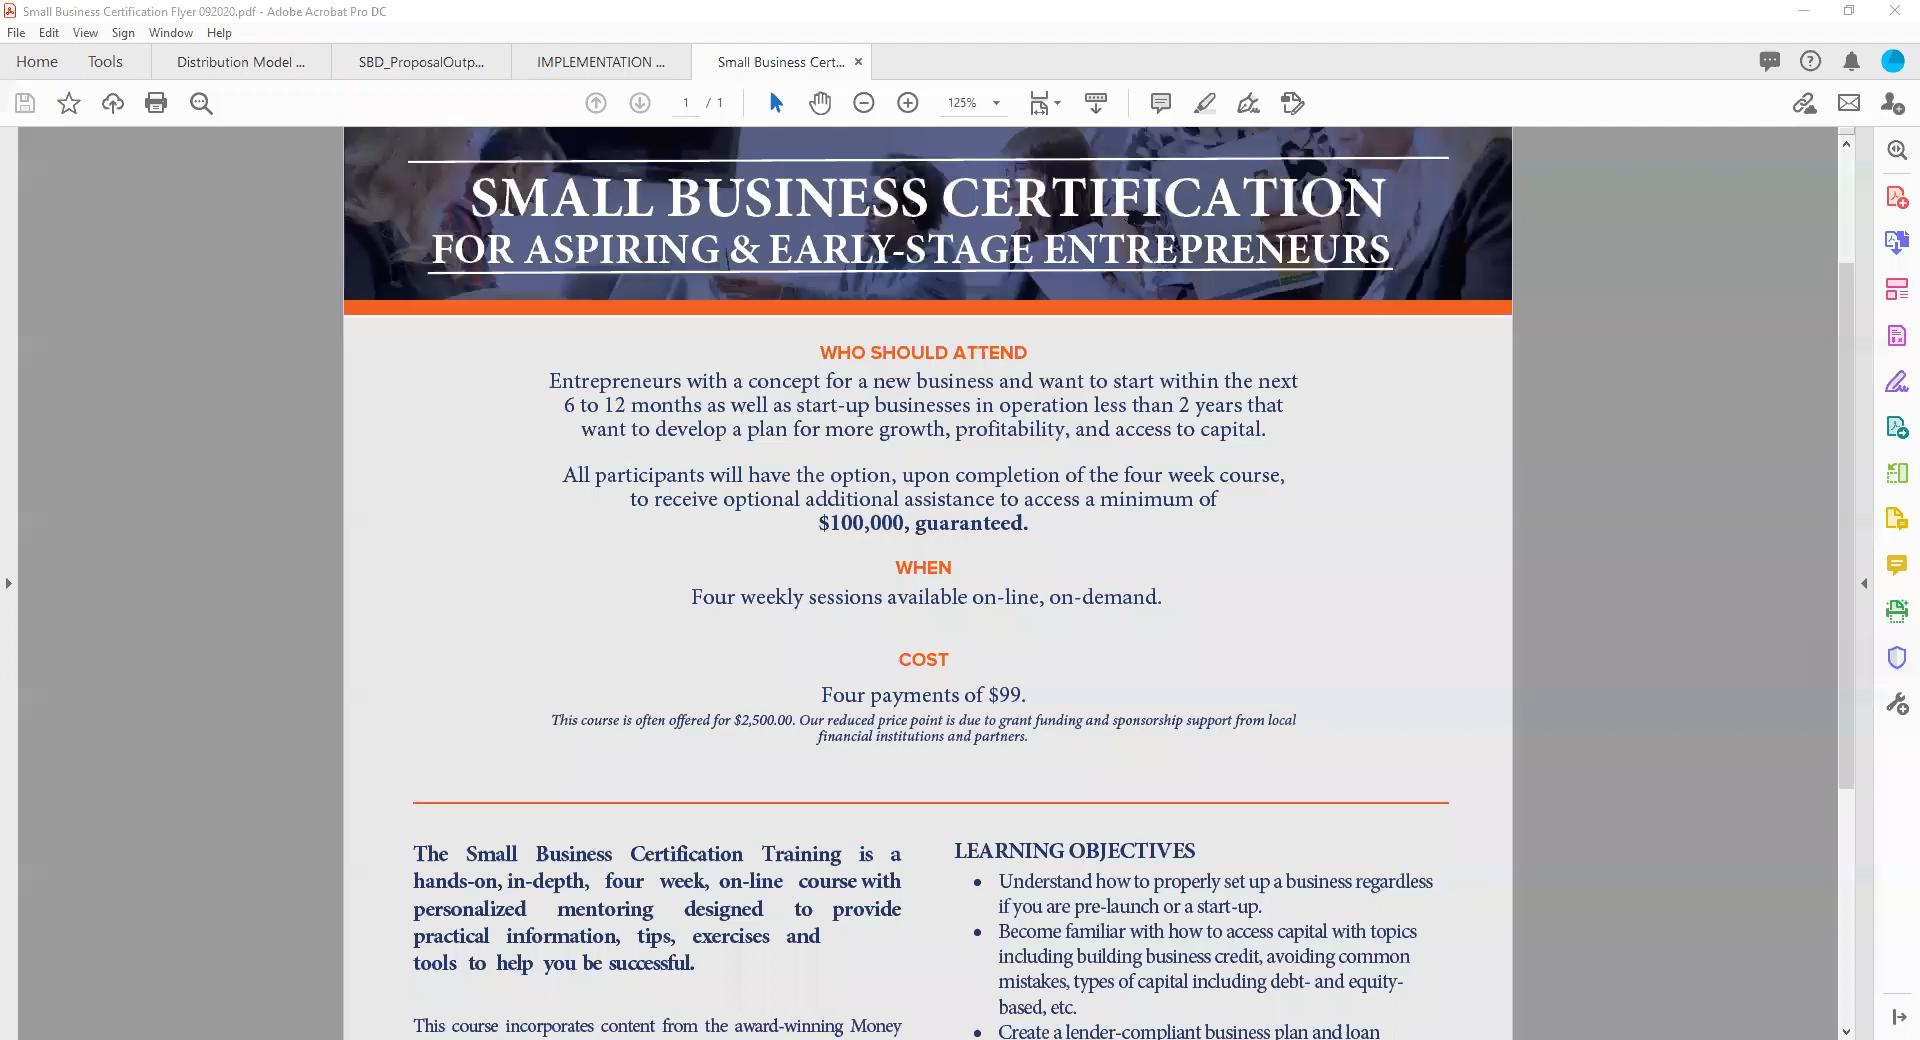 Small Business Certification Flyer 092020.pdf - Adobe Acrobat Pro DC
File Edit View Sign Window Help
Home Tools Distribution Model ... SBD_ProposalOutp... IMPLEMENTATION ... Small Business Cert...
1 / 1 125%
SMALL BUSINESS CERTIFICATION
FOR ASPIRING & EARLY-STAGE ENTREPRENEURS
WHO SHOULD ATTEND
Entrepreneurs with a concept for a new business and want to start within the next
6 to 12 months as well as start-up businesses in operation less than 2 years that
want to develop a plan for more growth, profitability, and access to capital.
All participants will have the option, upon completion of the four week course,
to receive optional additional assistance to access a minimum of
$100,000, guaranteed.
WHEN
Four weekly sessions available on-line, on-demand.
COST
Four payments of $99.
This course is often offered for $2,500.00. Our reduced price point is due to grant funding and sponsorship support from local
financial institutions and partners.
The Small Business Certification Training is a
hands-on, in-depth, four week, on-line course with
personalized mentoring designed to provide
practical information, tips, exercises and
tools to help you be successful.
This course incorporates content from the award-winning Money
LEARNING OBJECTIVES
• Understand how to properly set up a business regardless
if you are pre-launch or a start-up.
• Become familiar with how to access capital with topics
including building business credit, avoiding common
mistakes, types of capital including debt- and equity-
based, etc.
• Create a lender-compliant business plan and loan